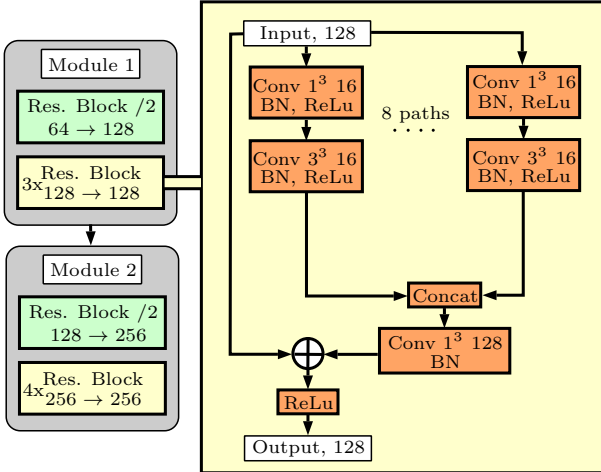 Module 1
Res. Block /2
64 → 128
3x Res. Block
128 → 128
Module 2
Res. Block /2
128 → 256
4x Res. Block
256 → 256
Input, 128
Conv 1³ 16
BN, ReLu
Conv 3³ 16
BN, ReLu
8 paths
. . . .
Conv 1³ 16
BN, ReLu
Conv 3³ 16
BN, ReLu
Concat
Conv 1³ 128
BN
ReLu
Output, 128